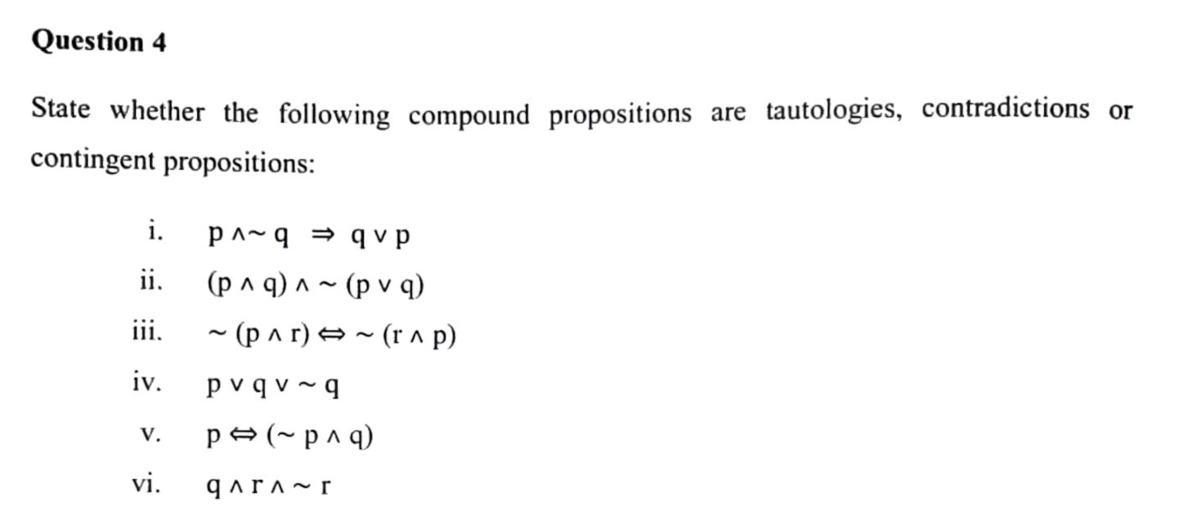 Question 4
State whether the following compound propositions are tautologies, contradictions or
contingent propositions:
i. p ∧ ~ q ⇒ q ∨ p
ii. (p ∧ q) ∧ ~ (p ∨ q)
iii. ~ (p ∧ r) ⇔ ~ (r ∧ p)
iv. p ∨ q ∨ ~ q
v. p ⇔ (~ p ∧ q)
vi. q ∧ r ∧ ~ r